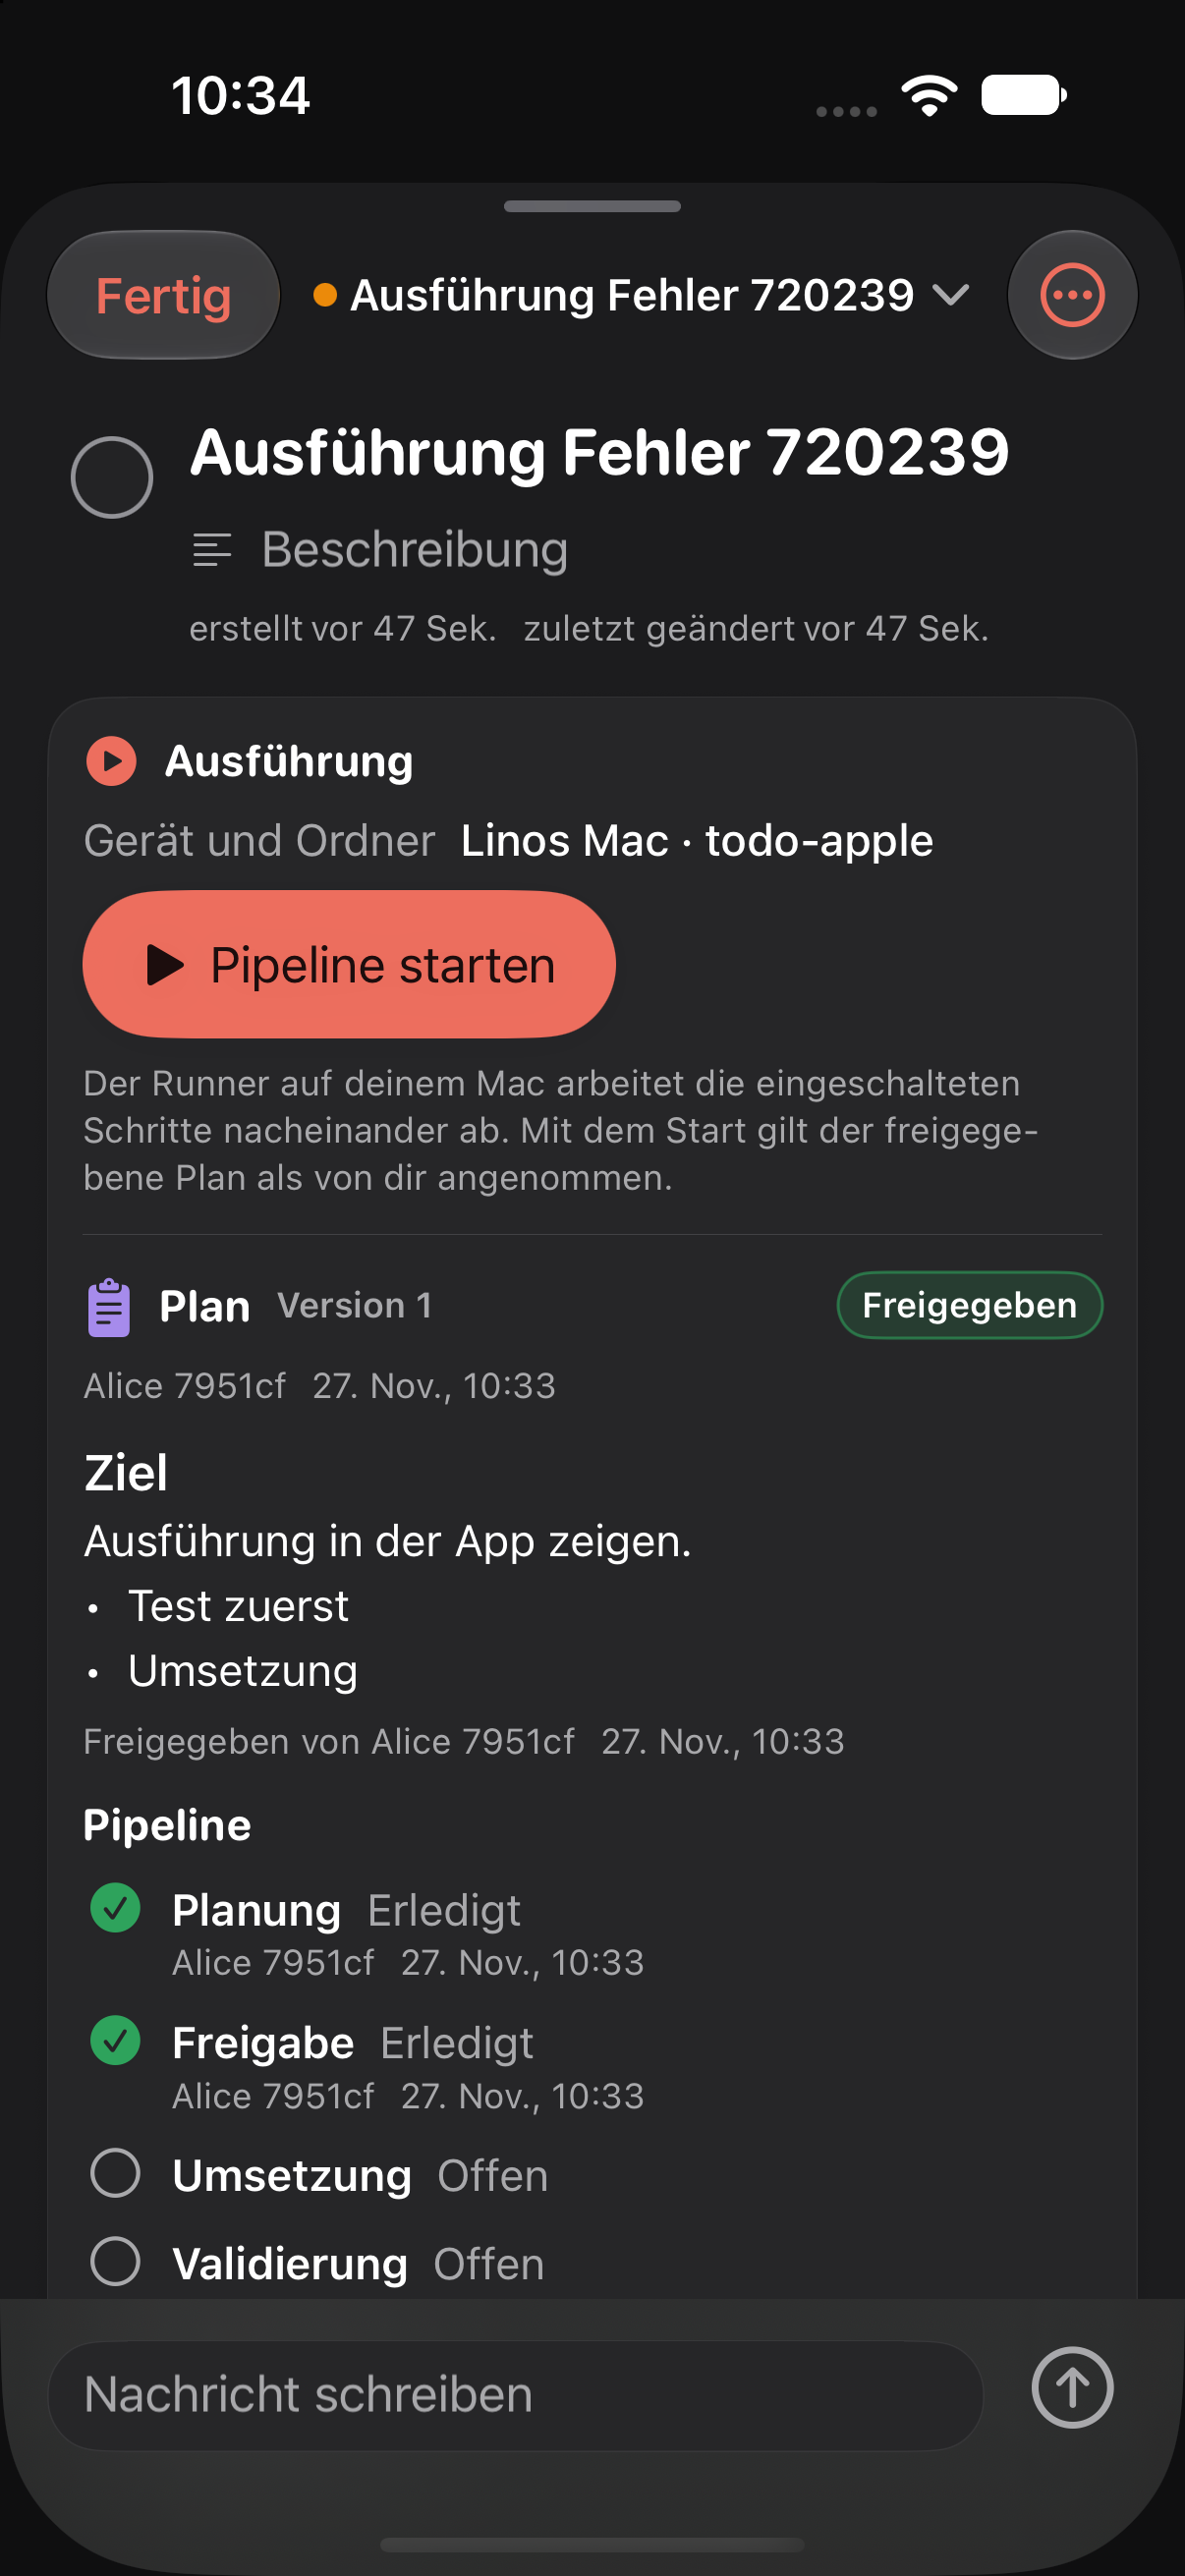 10:34
Fertig
Ausführung Fehler 720239
Ausführung Fehler 720239
Beschreibung
erstellt vor 47 Sek. zuletzt geändert vor 47 Sek.
Ausführung
Gerät und Ordner Linos Mac · todo-apple
Pipeline starten
Der Runner auf deinem Mac arbeitet die eingeschalteten
Schritte nacheinander ab. Mit dem Start gilt der freigege-
bene Plan als von dir angenommen.
Plan Version 1 Freigegeben
Alice 7951cf 27. Nov., 10:33
Ziel
Ausführung in der App zeigen.
• Test zuerst
• Umsetzung
Freigegeben von Alice 7951cf 27. Nov., 10:33
Pipeline
Planung Erledigt
Alice 7951cf 27. Nov., 10:33
Freigabe Erledigt
Alice 7951cf 27. Nov., 10:33
Umsetzung Offen
Validierung Offen
Nachricht schreiben